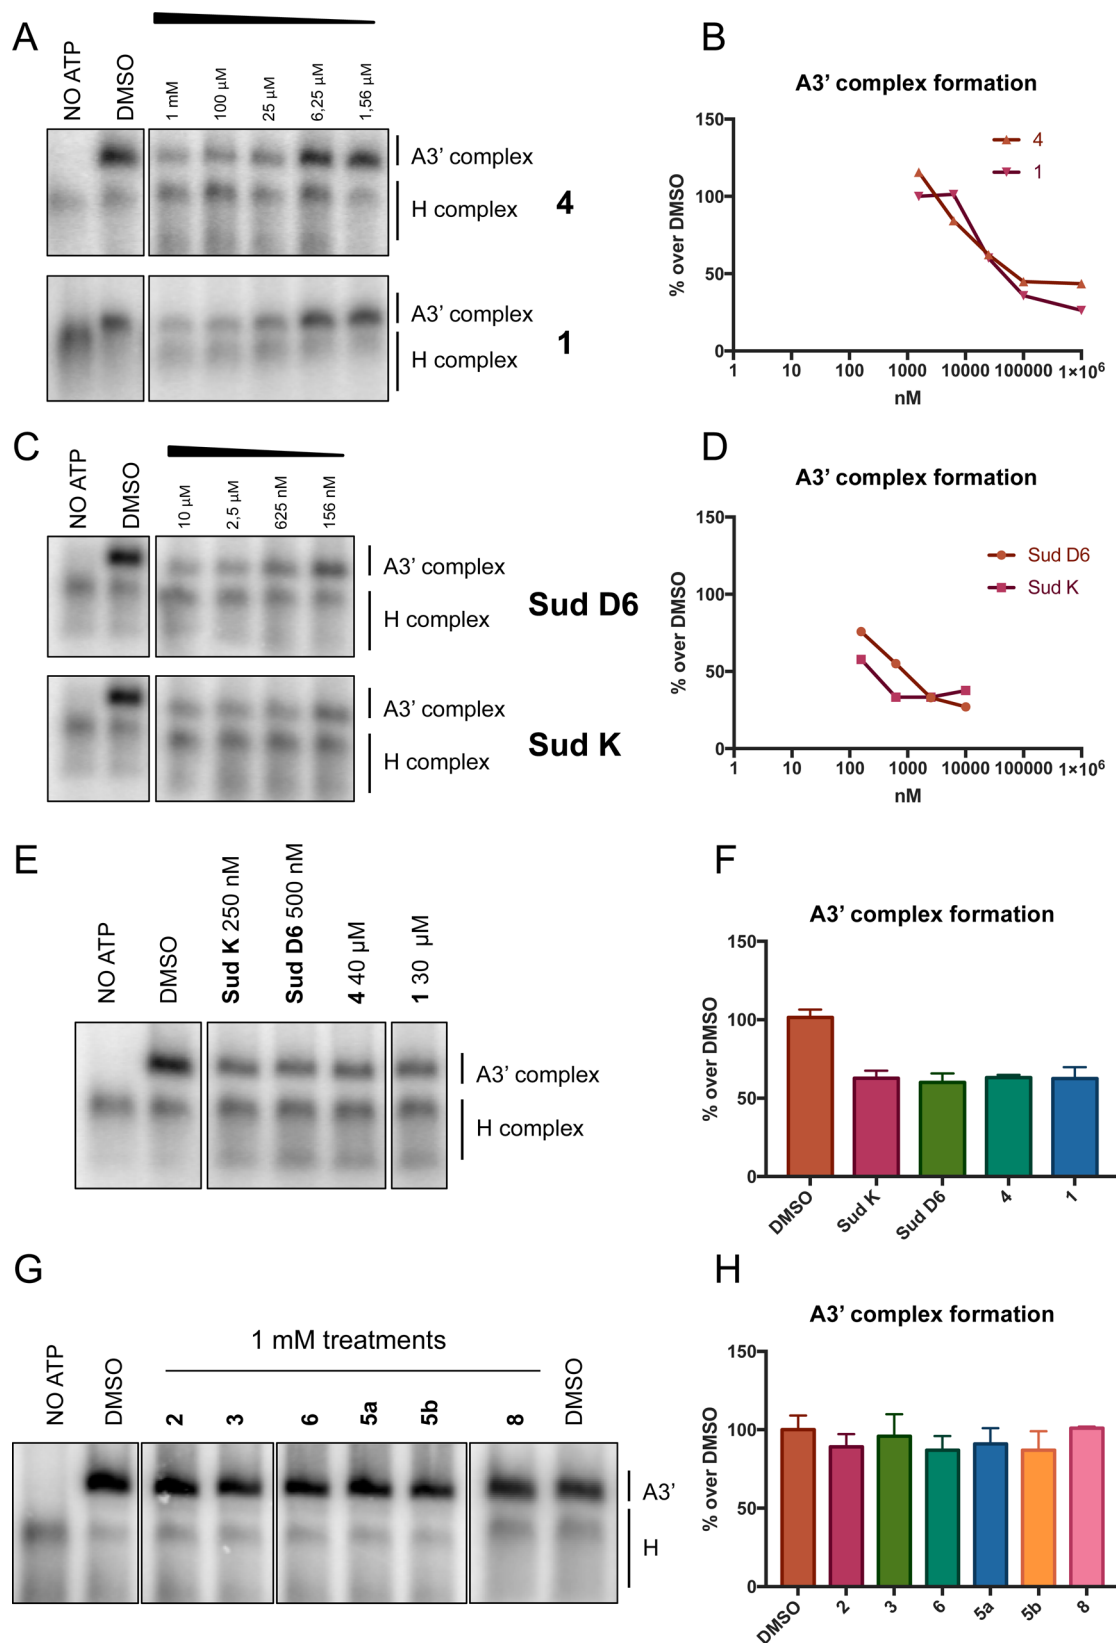 A
NO ATP
DMSO
1 mM
100 µM
25 µM
6,25 µM
1,56 µM
A3’ complex
H complex
4
A3’ complex
H complex
1
B
A3’ complex formation
% over DMSO
150
100
50
0
1 10 100 1000 10000 100000 1×10⁶
nM
4
1
C
NO ATP
DMSO
10 µM
2,5 µM
625 nM
156 nM
A3’ complex
H complex
Sud D6
A3’ complex
H complex
Sud K
D
A3’ complex formation
% over DMSO
150
100
50
0
1 10 100 1000 10000 100000 1×10⁶
nM
Sud D6
Sud K
E
NO ATP
DMSO
Sud K 250 nM
Sud D6 500 nM
4 40 µM
1 30 µM
A3’ complex
H complex
F
A3’ complex formation
% over DMSO
150
100
50
0
DMSO
Sud K
Sud D6
4
1
G
1 mM treatments
NO ATP
DMSO
2
3
6
5a
5b
8
DMSO
A3’
H
H
A3’ complex formation
% over DMSO
150
100
50
0
DMSO
2
3
6
5a
5b
8